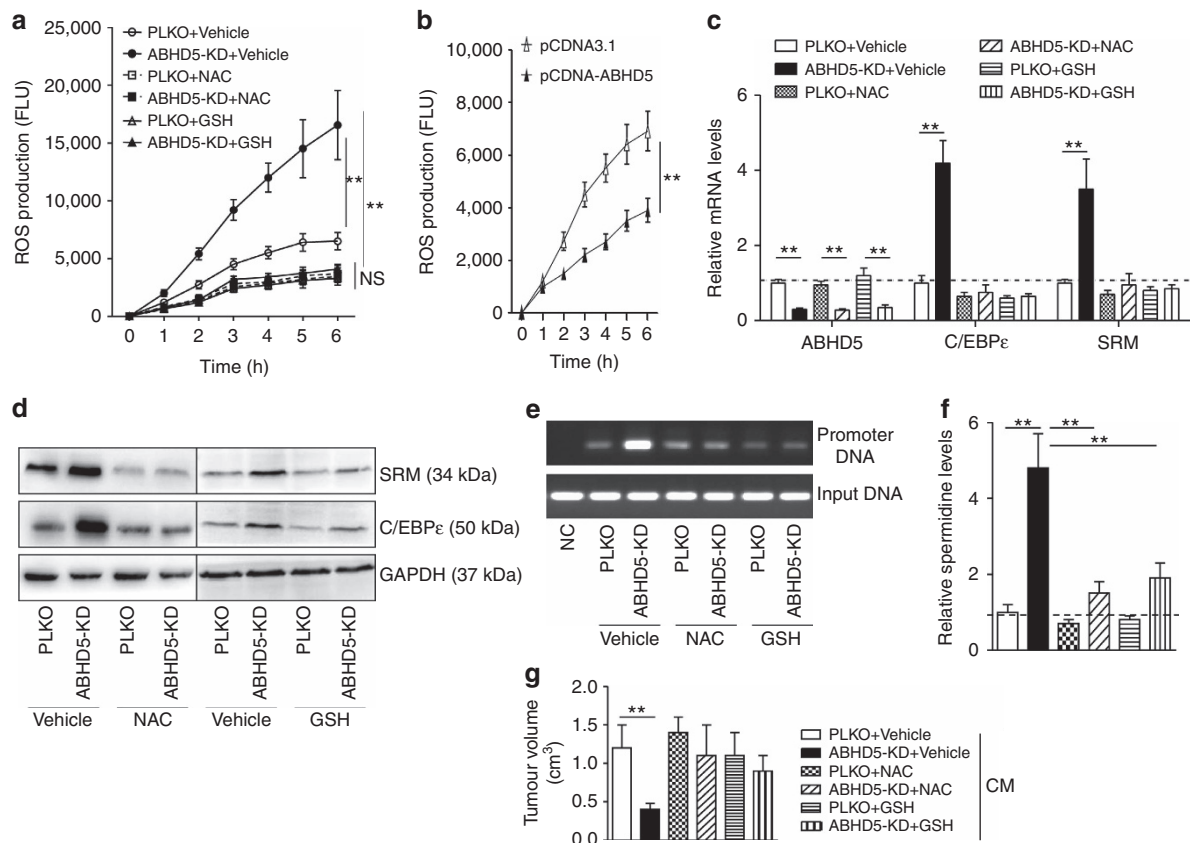 a
25,000
20,000
15,000
10,000
5,000
0
ROS production (FLU)
PLKO+Vehicle
ABHD5-KD+Vehicle
PLKO+NAC
ABHD5-KD+NAC
PLKO+GSH
ABHD5-KD+GSH
**
**
NS
0 1 2 3 4 5 6
Time (h)
b
10,000
8,000
6,000
4,000
2,000
0
ROS production (FLU)
pCDNA3.1
pCDNA-ABHD5
**
0 1 2 3 4 5 6
Time (h)
c
PLKO+Vehicle
ABHD5-KD+Vehicle
PLKO+NAC
ABHD5-KD+NAC
PLKO+GSH
ABHD5-KD+GSH
Relative mRNA levels
6
4
2
0
** ** ** ** **
ABHD5 C/EBPε SRM
d
SRM (34 kDa)
C/EBPε (50 kDa)
GAPDH (37 kDa)
PLKO ABHD5-KD PLKO ABHD5-KD PLKO ABHD5-KD PLKO ABHD5-KD
Vehicle NAC Vehicle GSH
e
Promoter
DNA
Input DNA
NC PLKO ABHD5-KD PLKO ABHD5-KD PLKO ABHD5-KD
Vehicle NAC GSH
f
Relative spermidine levels
6
4
2
0
** ** **
g
Tumour volume
(cm³)
2.0
1.5
1.0
0.5
0.0
**
PLKO+Vehicle
ABHD5-KD+Vehicle
PLKO+NAC
ABHD5-KD+NAC
PLKO+GSH
ABHD5-KD+GSH
CM